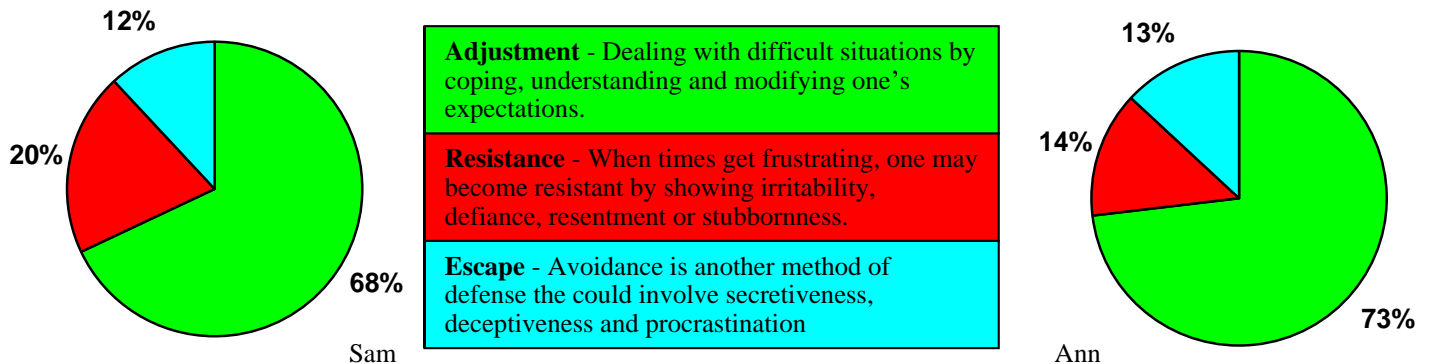 12%
20%
68%
Sam
Adjustment - Dealing with difficult situations by
coping, understanding and modifying one's
expectations.
Resistance - When times get frustrating, one may
become resistant by showing irritability,
defiance, resentment or stubbornness.
Escape - Avoidance is another method of
defense the could involve secretiveness,
deceptiveness and procrastination
13%
14%
73%
Ann